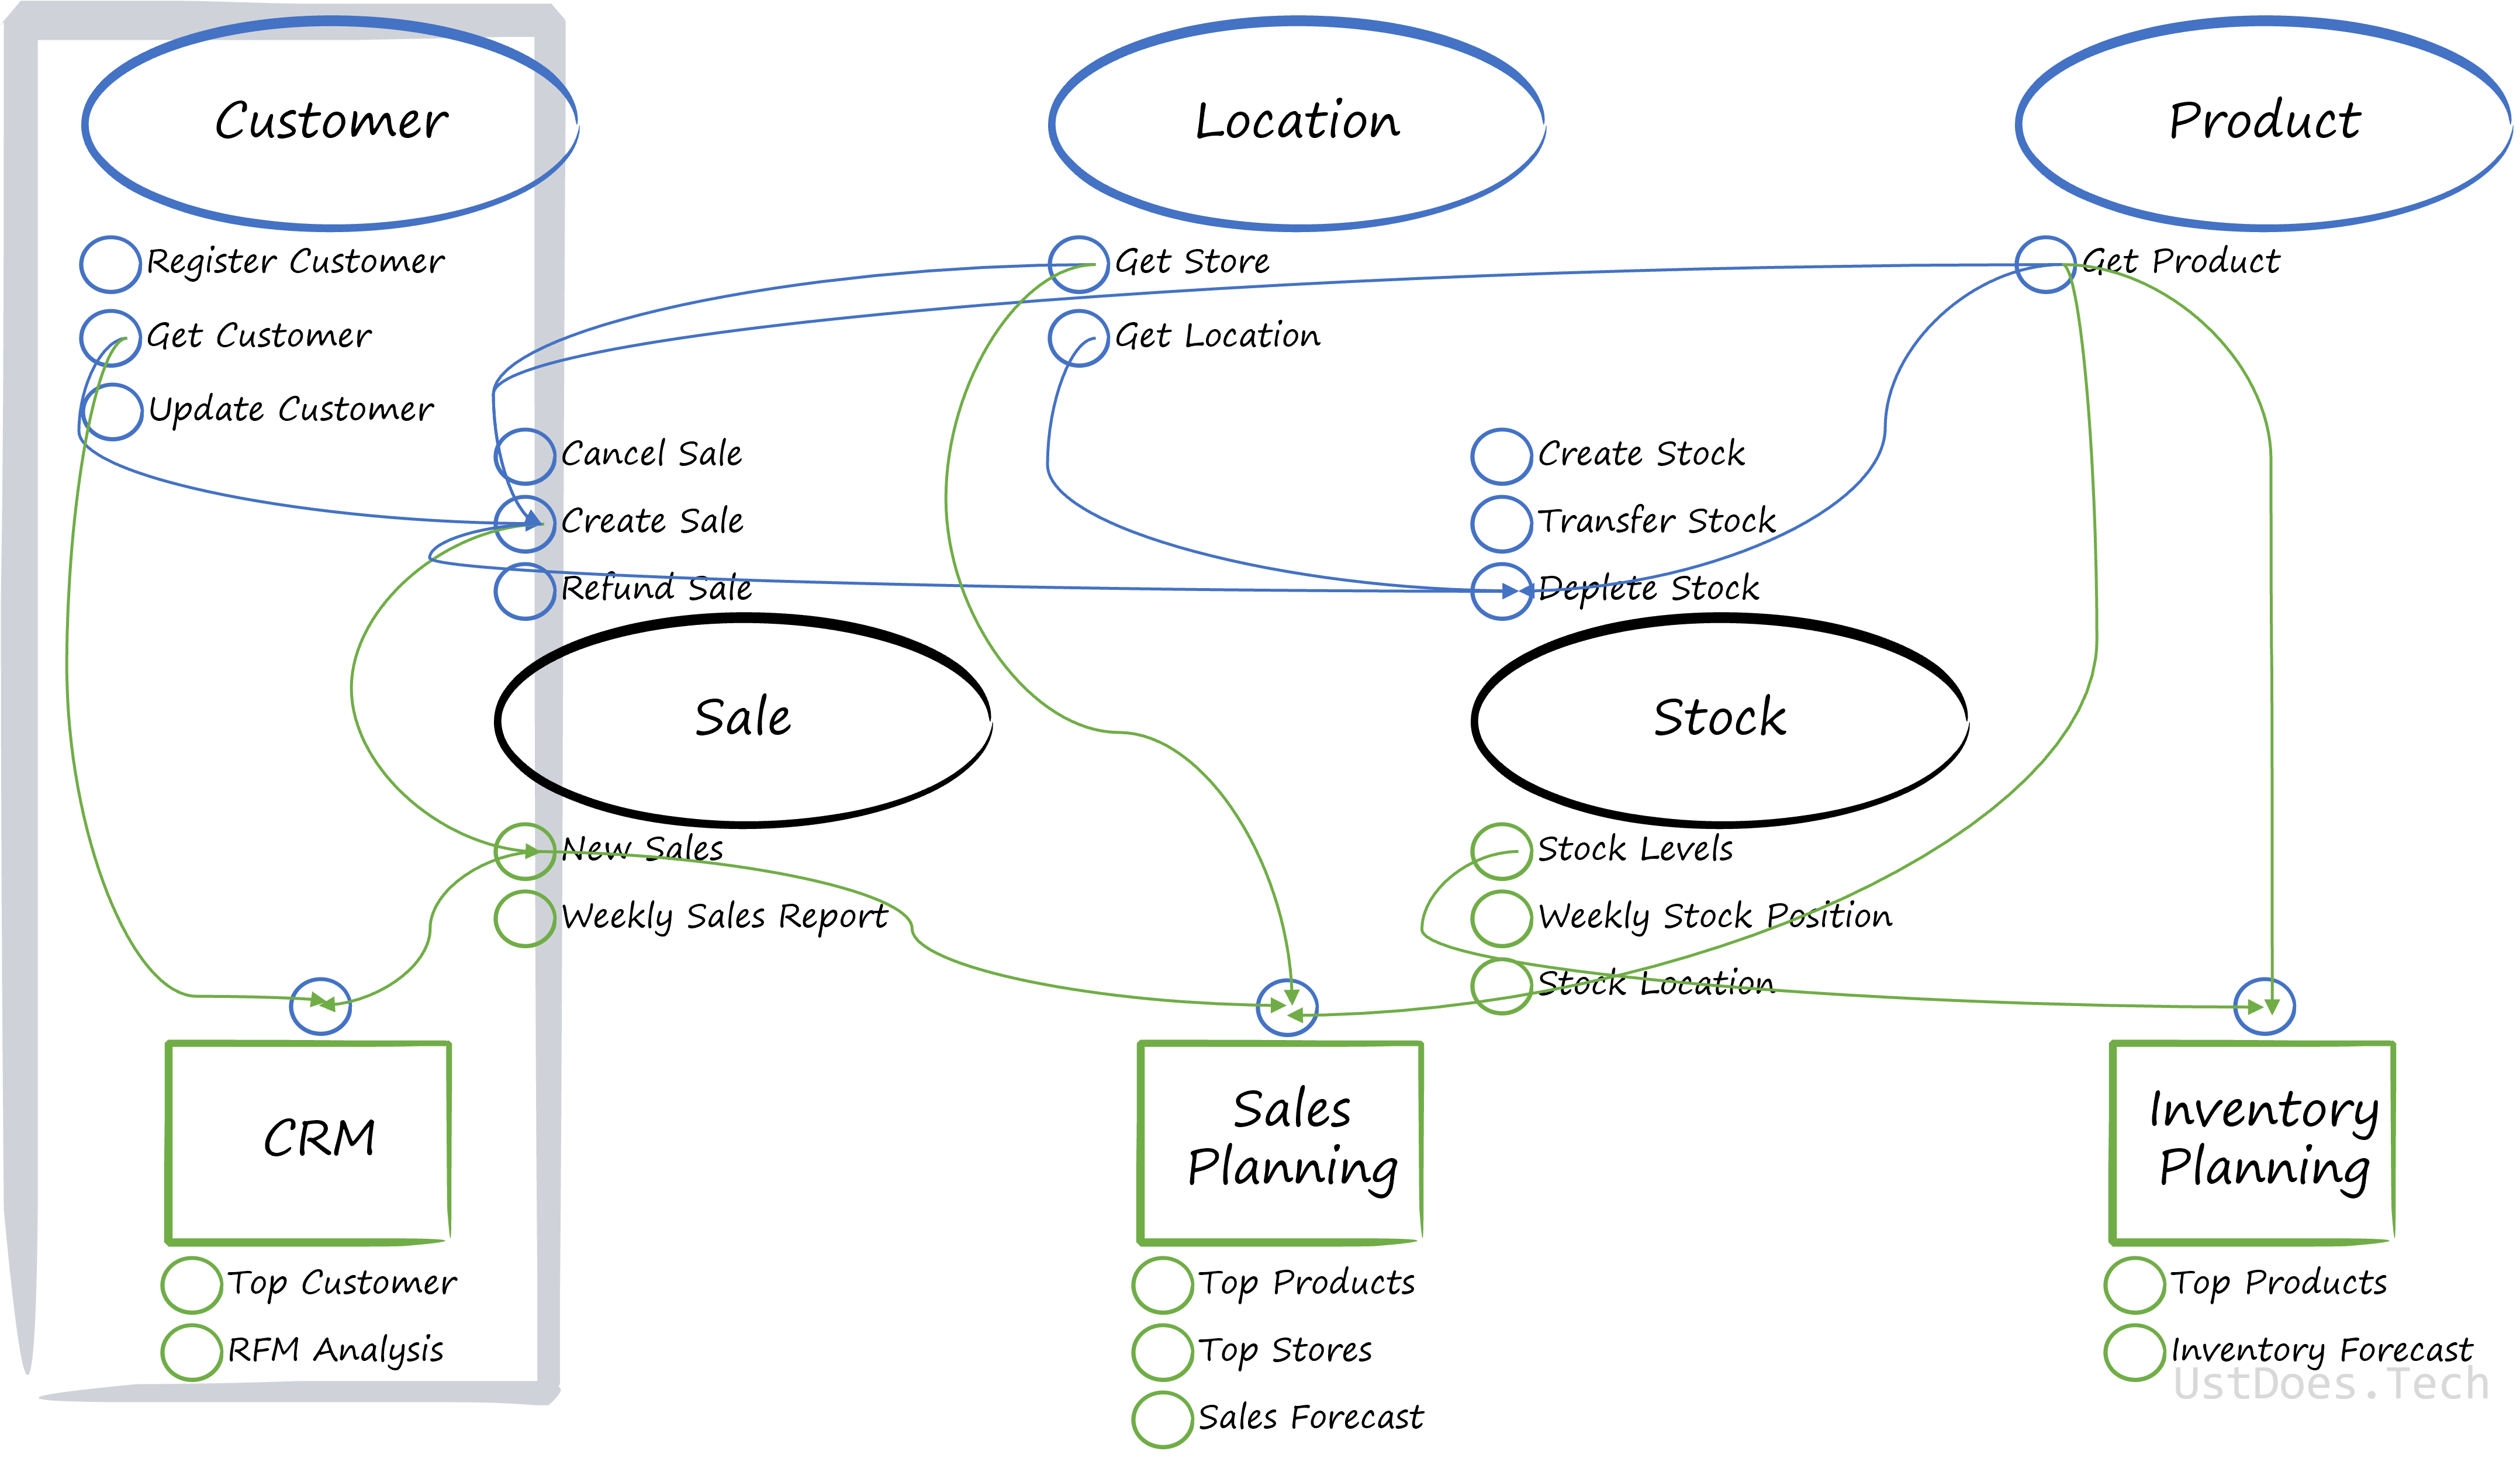 Customer
Location
Product
Register Customer
Get Customer
Update Customer
Get Store
Get Location
Get Product
Cancel Sale
Create Sale
Refund Sale
Create Stock
Transfer Stock
Deplete Stock
Sale
Stock
New Sales
Weekly Sales Report
Stock Levels
Weekly Stock Position
Stock Location
CRM
Sales
Planning
Inventory
Planning
Top Customer
RFM Analysis
Top Products
Top Stores
Sales Forecast
Top Products
Inventory Forecast
UstDoes.Tech